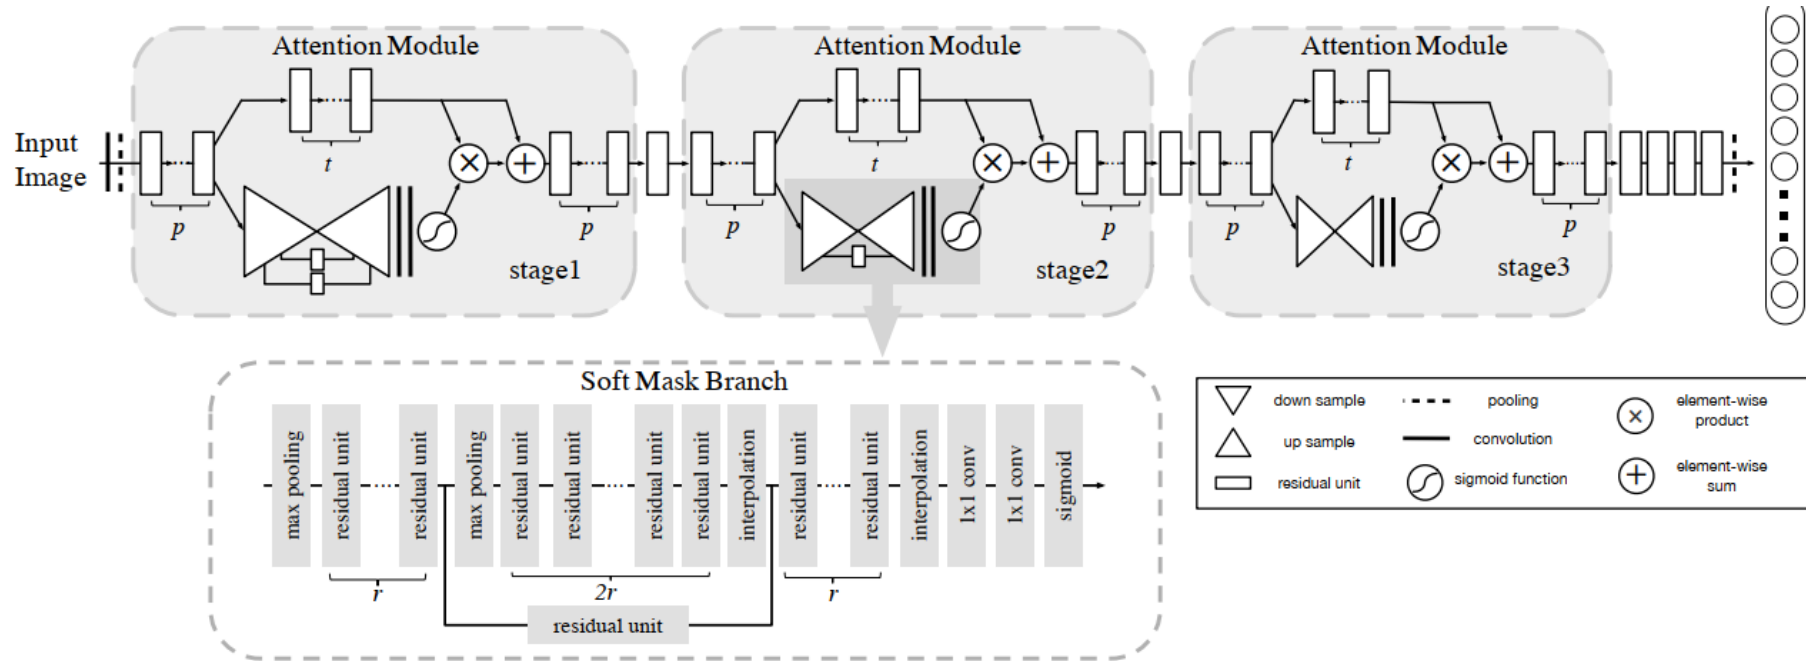 Attention Module
Attention Module
Attention Module
Input
Image
t
t
t
p
p
p
p
p
p
stage1
stage2
stage3
Soft Mask Branch
max pooling
residual unit
residual unit
max pooling
residual unit
residual unit
residual unit
residual unit
interpolation
residual unit
residual unit
interpolation
1x1 conv
1x1 conv
sigmoid
r
2r
r
residual unit
down sample
pooling
element-wise
product
up sample
convolution
residual unit
sigmoid function
element-wise
sum